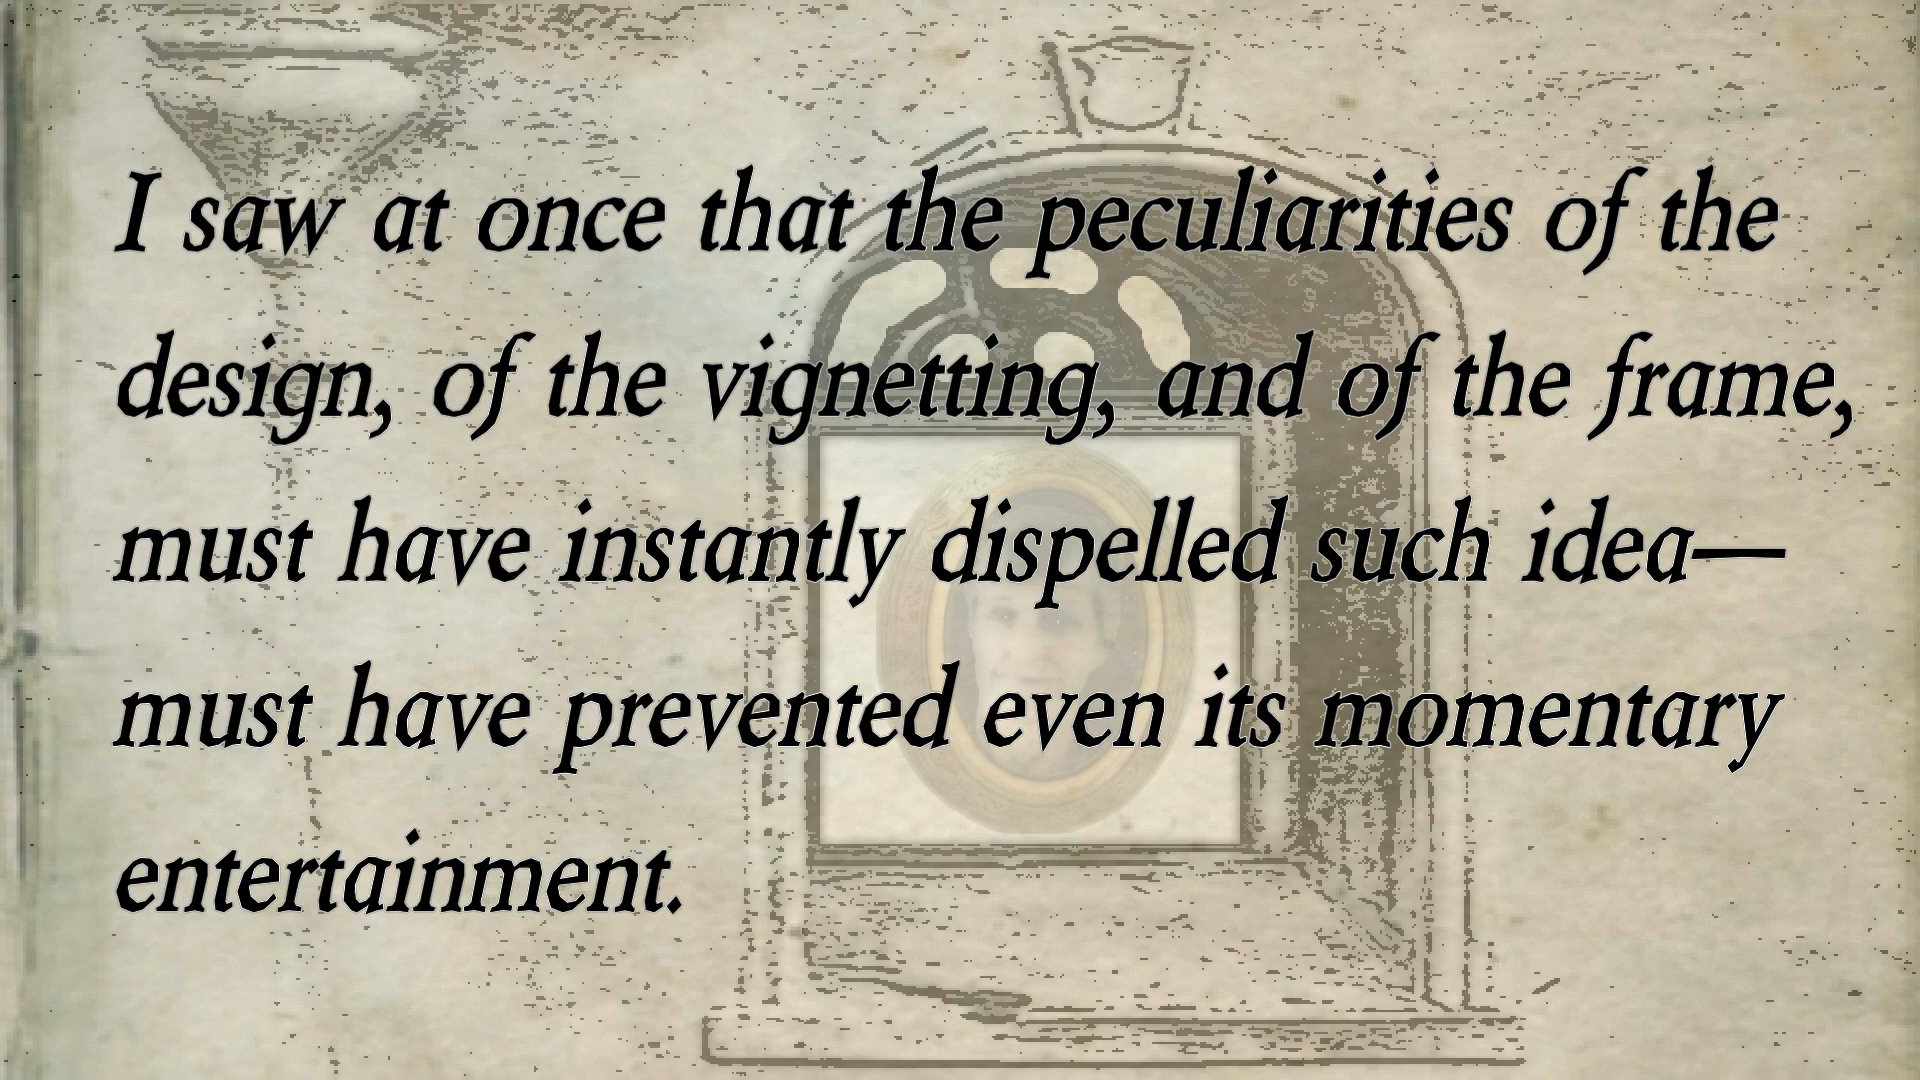 I saw at once that the peculiarities of the
design, of the vignetting, and of the frame,
must have instantly dispelled such idea—
must have prevented even its momentary
entertainment.